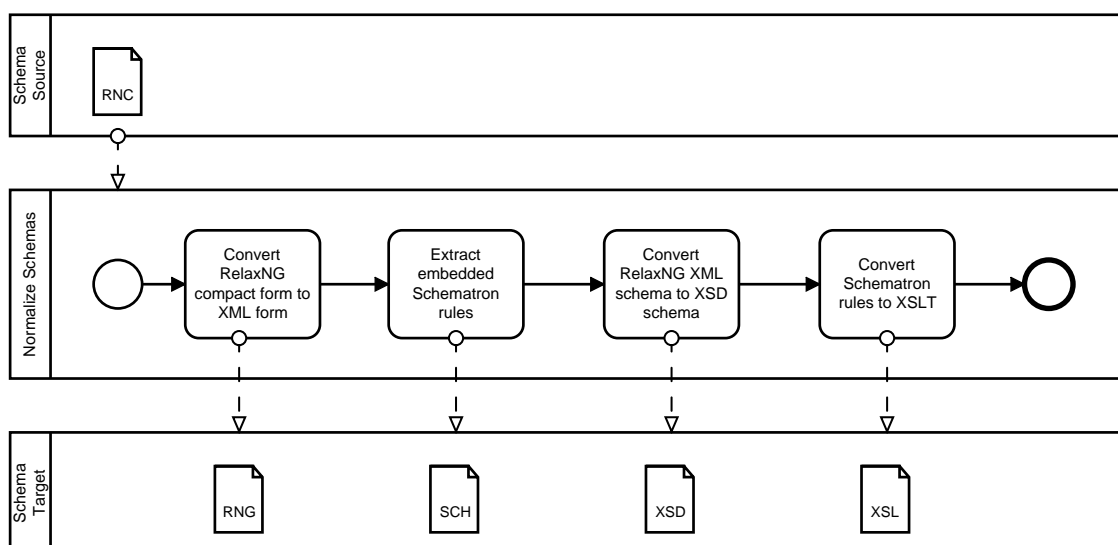 Schema
Source
RNC
Normalize Schemas
Convert
RelaxNG
compact form to
XML form
Extract
embedded
Schematron
rules
Convert
RelaxNG XML
schema to XSD
schema
Convert
Schematron
rules to XSLT
Schema
Target
RNG
SCH
XSD
XSL